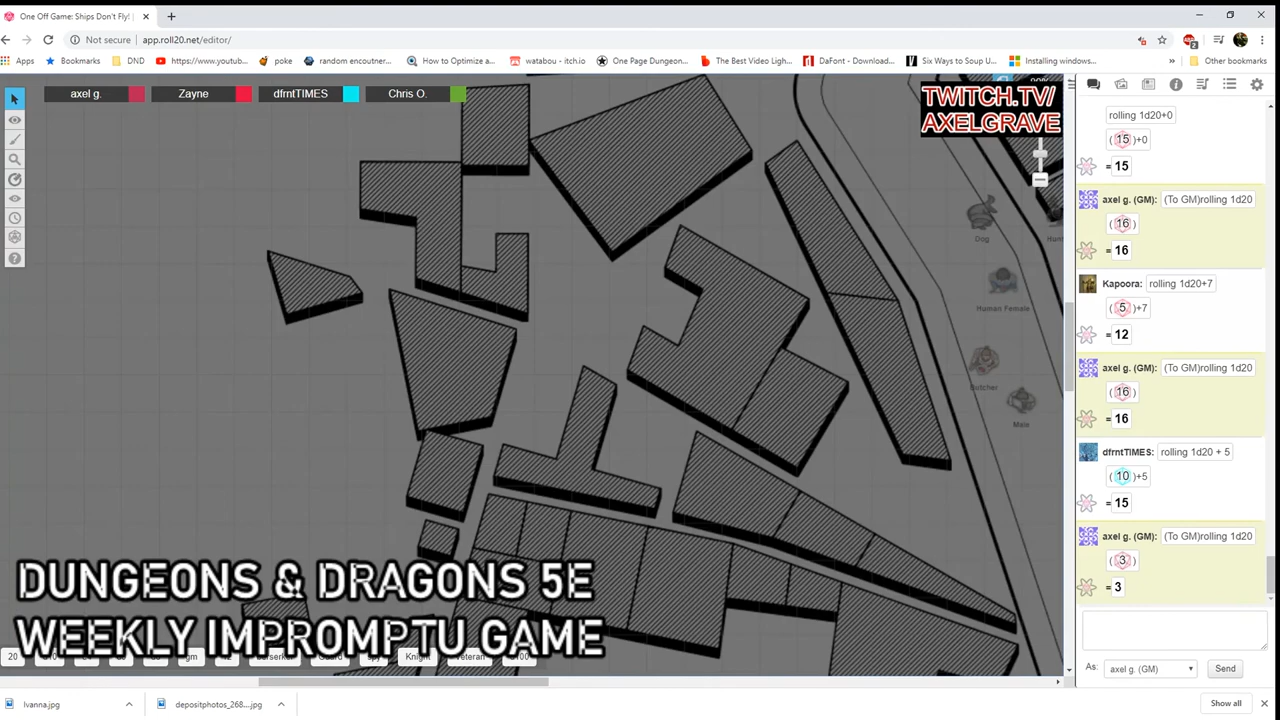 One Off Game: Ships Don't Fly!
Not secure | app.roll20.net/editor/
Apps
Bookmarks
DND
https://www.youtub...
poke
random encoutner...
How to Optimize a...
watabou - itch.io
One Page Dungeon...
The Best Video Ligh...
DaFont - Download...
Six Ways to Soup U...
Installing windows...
Other bookmarks
axel g.
Zayne
dfrntTIMES
Chris O.
TWITCH.TV/
AXELGRAVE
Dog
Human Female
Butcher
Male
rolling 1d20+0
(15)+0
=15
axel g. (GM): (To GM)rolling 1d20
(16)
=16
Kapoora: rolling 1d20+7
(5)+7
=12
axel g. (GM): (To GM)rolling 1d20
(16)
=16
dfrntTIMES: rolling 1d20 + 5
(10)+5
=15
axel g. (GM): (To GM)rolling 1d20
(3)
=3
DUNGEONS & DRAGONS 5E
WEEKLY IMPROMPTU GAME
20
Knight
As: axel g. (GM)
Send
Ivanna.jpg
depositphotos_268....jpg
Show all